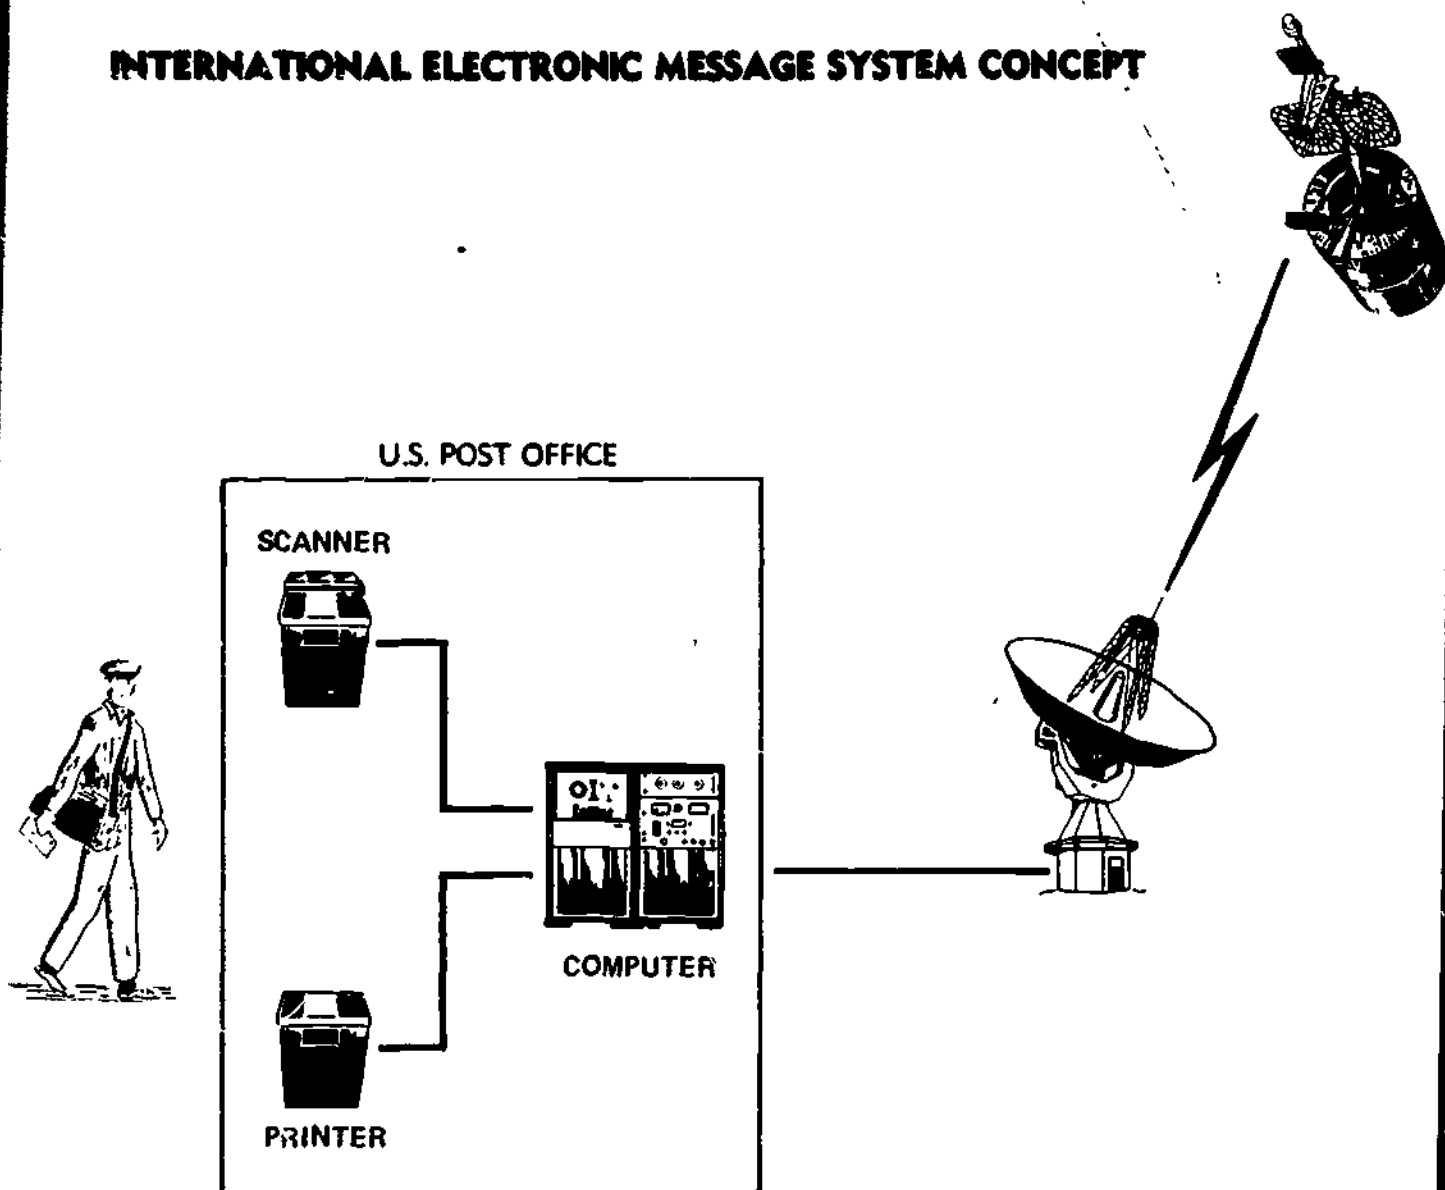 INTERNATIONAL ELECTRONIC MESSAGE SYSTEM CONCEPT
U.S. POST OFFICE
SCANNER
COMPUTER
PRINTER